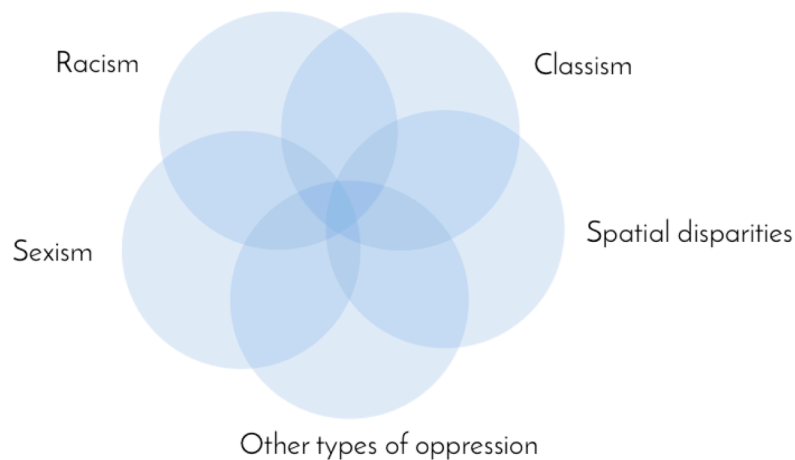 Racism
Classism
Spatial disparities
Sexism
Other types of oppression